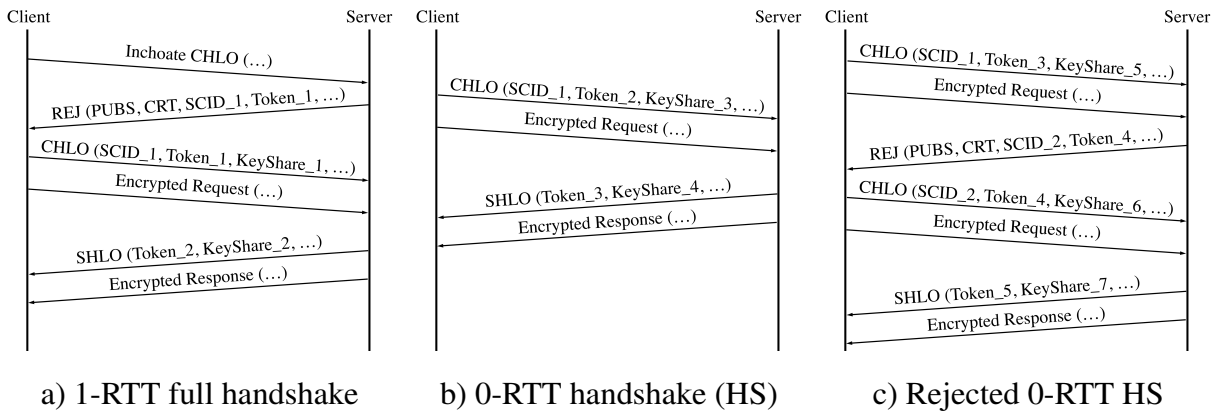 Client
Server
Inchoate CHLO (…)
REJ (PUBS, CRT, SCID_1, Token_1, …)
CHLO (SCID_1, Token_1, KeyShare_1, …)
Encrypted Request (…)
SHLO (Token_2, KeyShare_2, …)
Encrypted Response (…)
a) 1-RTT full handshake
Client
Server
CHLO (SCID_1, Token_2, KeyShare_3, …)
Encrypted Request (…)
SHLO (Token_3, KeyShare_4, …)
Encrypted Response (…)
b) 0-RTT handshake (HS)
Client
Server
CHLO (SCID_1, Token_3, KeyShare_5, …)
Encrypted Request (…)
REJ (PUBS, CRT, SCID_2, Token_4, …)
CHLO (SCID_2, Token_4, KeyShare_6, …)
Encrypted Request (…)
SHLO (Token_5, KeyShare_7, …)
Encrypted Response (…)
c) Rejected 0-RTT HS